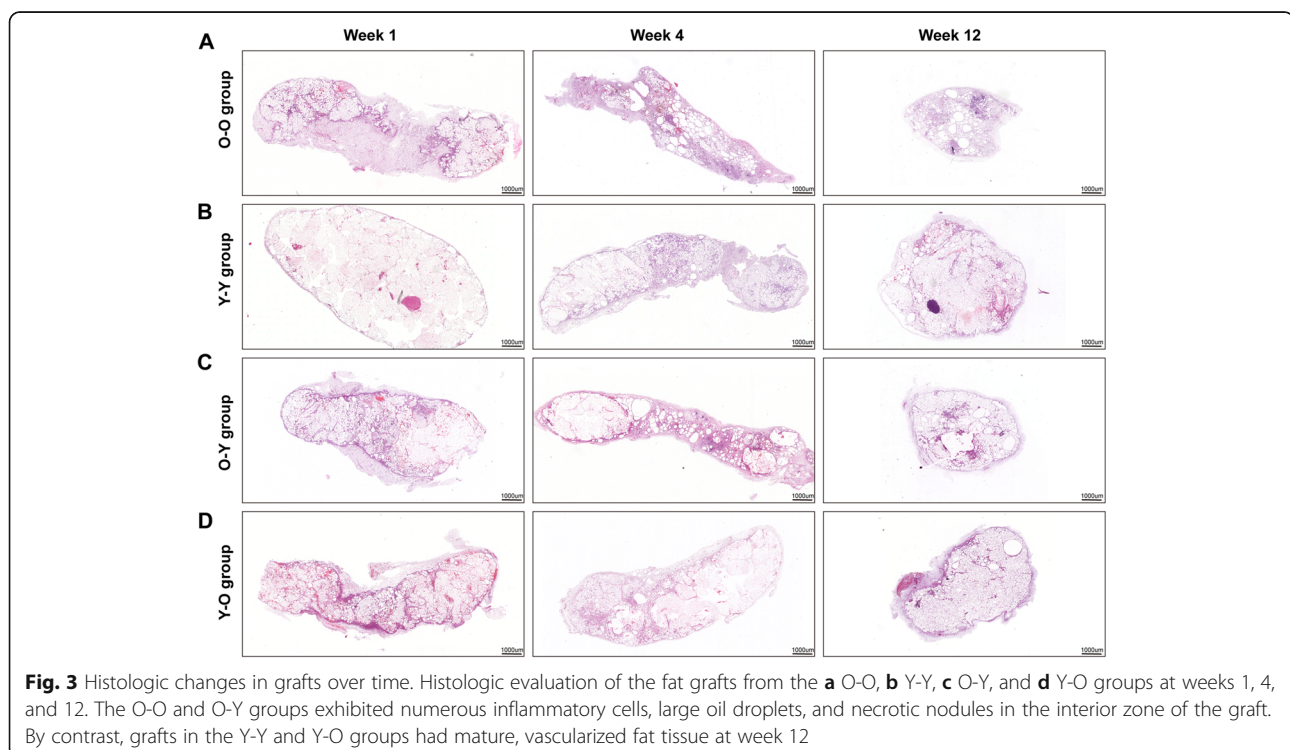 Week 1 Week 4 Week 12
A
O-O group
1000um 1000um 1000um
B
Y-Y group
1000um 1000um 1000um
C
O-Y group
1000um 1000um 1000um
D
Y-O group
1000um 1000um 1000um
Fig. 3 Histologic changes in grafts over time. Histologic evaluation of the fat grafts from the a O-O, b Y-Y, c O-Y, and d Y-O groups at weeks 1, 4,
and 12. The O-O and O-Y groups exhibited numerous inflammatory cells, large oil droplets, and necrotic nodules in the interior zone of the graft.
By contrast, grafts in the Y-Y and Y-O groups had mature, vascularized fat tissue at week 12